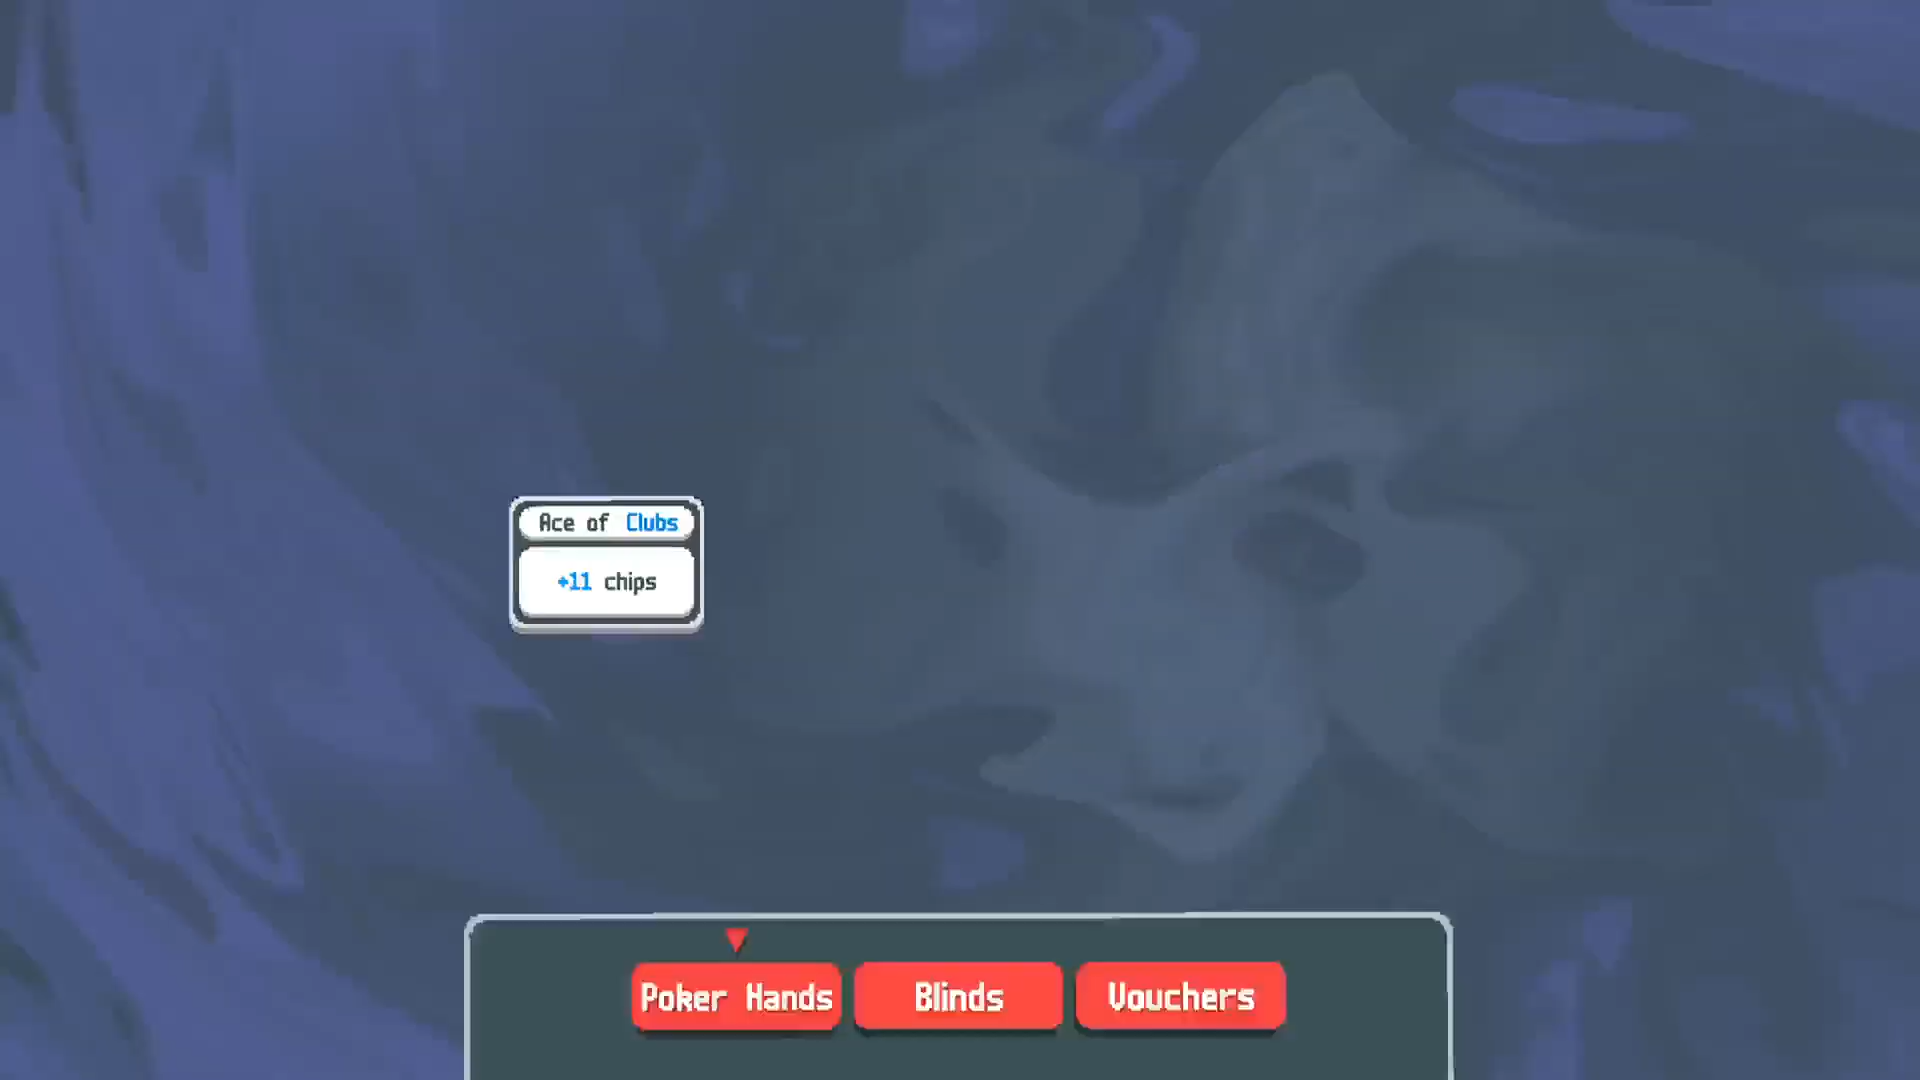 Ace of Clubs
+11 chips
Poker Hands
Blinds
Vouchers